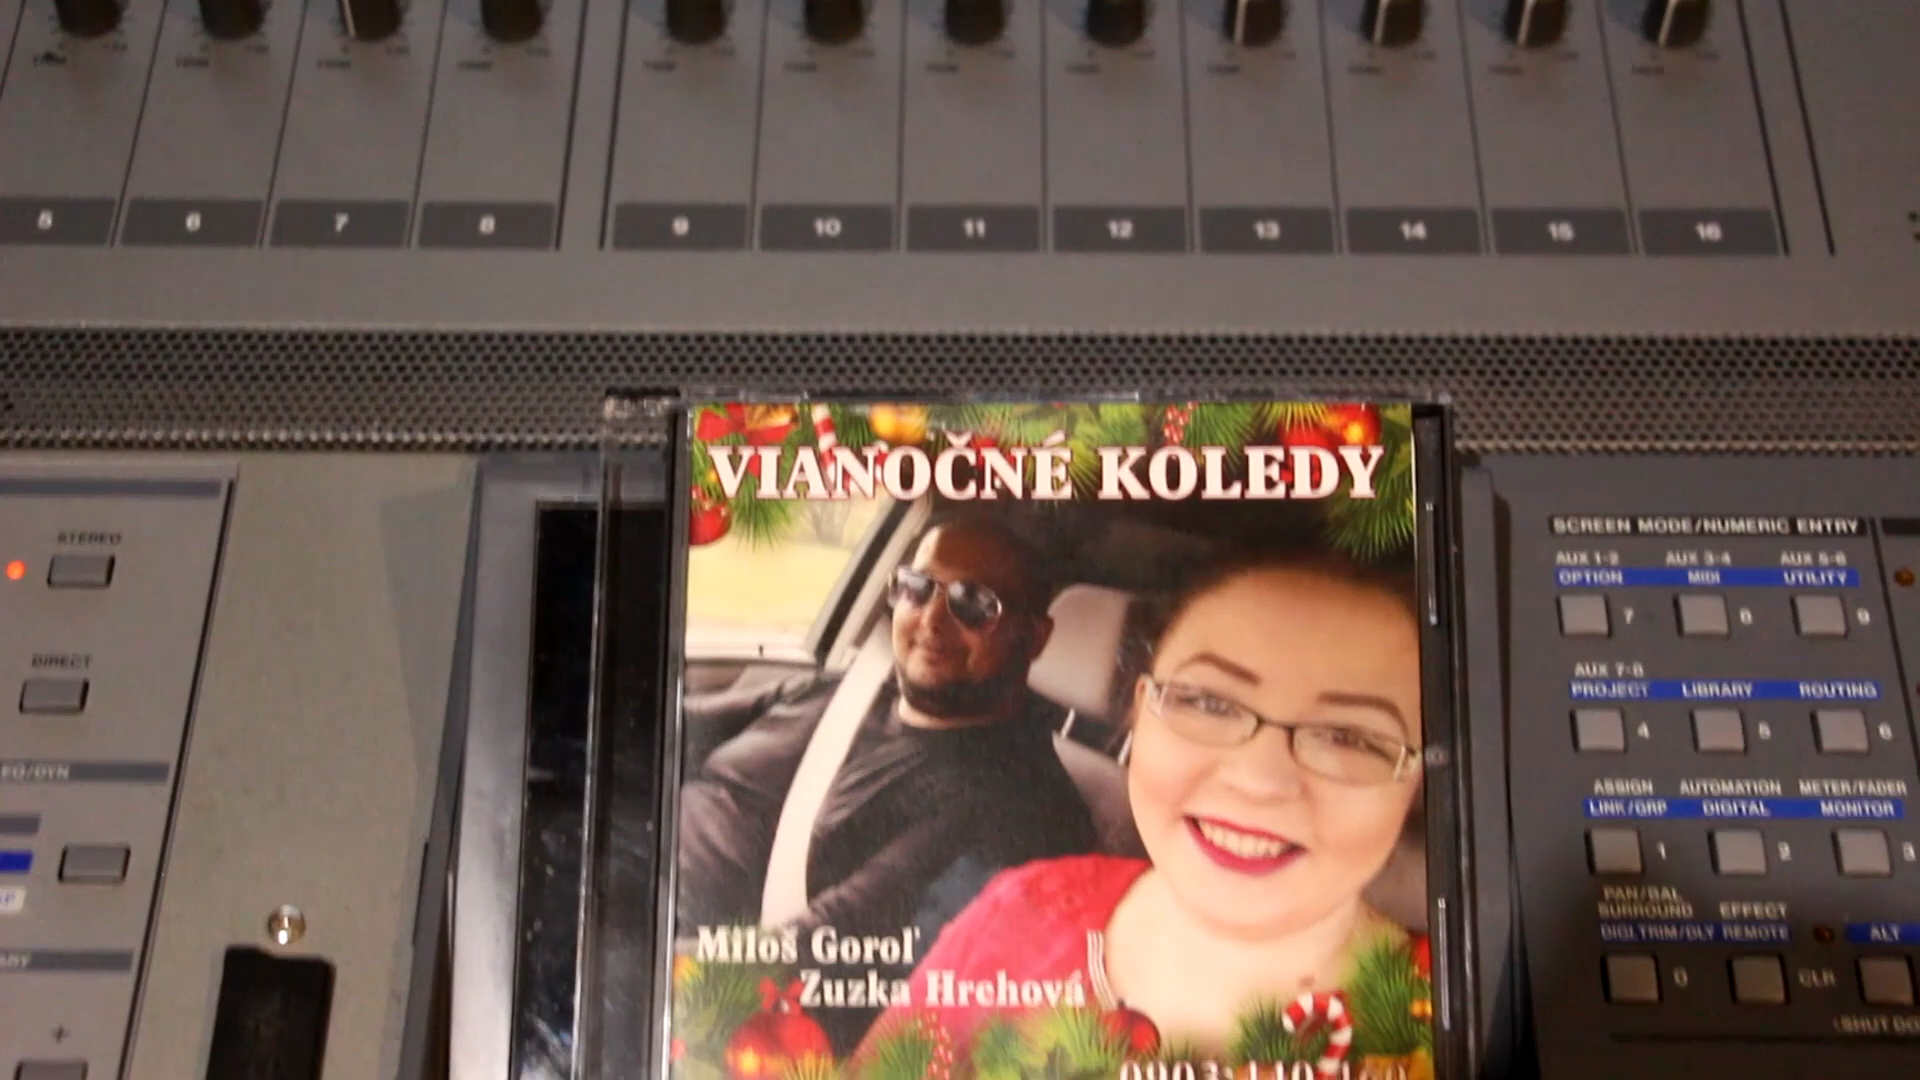 5 6 7 8 9 10 11 12 13 14 15 16
VIANOČNÉ KOLEDY
Miloš Goroľ
Zuzka Hrehová
STEREO
DIRECT
EQ/DYN
+
SCREEN MODE/NUMERIC ENTRY
AUX 1-2 AUX 3-4 AUX 5-6
OPTION MIDI UTILITY
7 8 9
AUX 7-8
PROJECT LIBRARY ROUTING
4 5 6
ASSIGN AUTOMATION METER/FADER
LINK/GRP DIGITAL MONITOR
1 2 3
PAN/BAL
SURROUND EFFECT
DIGI.TRIM/DLY REMOTE ALT
0 CLR